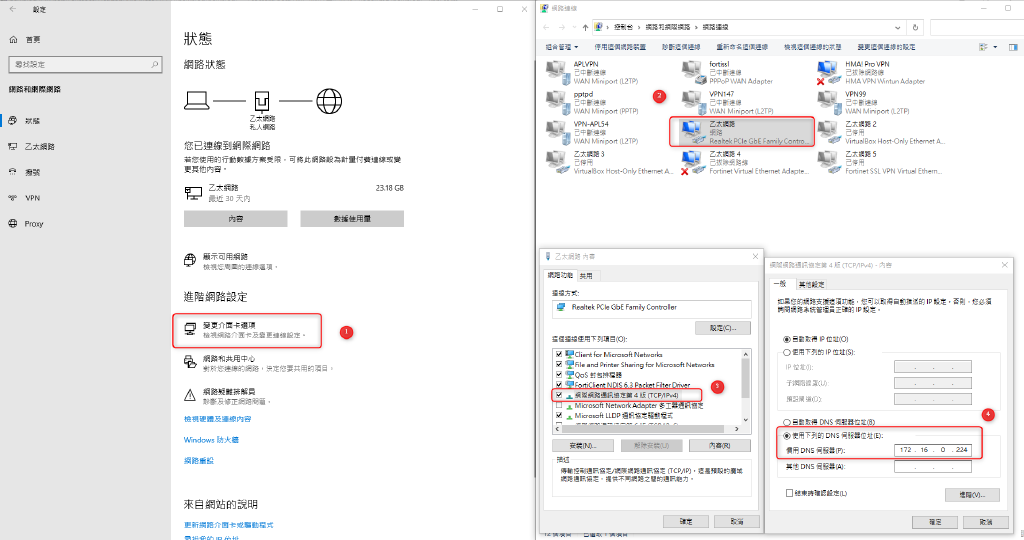 設定
首頁
尋找設定
網路和網際網路
狀態
乙太網路
撥號
VPN
Proxy
狀態
網路狀態
乙太網路
私人網路
您已連線到網際網路
若您使用的行動數據方案受限，可將此網路設為計量付費連線或變
更其他內容。
乙太網路
最近 30 天內
23.18 GB
內容
數據使用量
顯示可用網路
檢視您周圍的連線選項。
進階網路設定
變更介面卡選項
檢視網路介面卡及變更連線設定。
1
網路和共用中心
對於您連線的網路，決定您要共用的項目。
網路疑難排解員
診斷及修正網路問題。
檢視硬體及連線內容
Windows 防火牆
網路重設
來自網站的說明
更新網路介面卡或驅動程式
尋找您的 IP 位址
網路連線
控制台 › 網路和網際網路 › 網路連線
組合管理
停用這個網路裝置
診斷這個連線
重新命名這個連線
檢視這個連線的狀態
變更這個連線的設定
APLVPN
已中斷連線
WAN Miniport (L2TP)
fortissl
已中斷連線
PPPoP WAN Adapter
HMA! Pro VPN
已拔除網路線
HMA VPN Wintun Adapter
pptpd
已中斷連線
WAN Miniport (PPTP)
2
VPN147
已中斷連線
WAN Miniport (L2TP)
VPN99
已中斷連線
WAN Miniport (L2TP)
VPN-APL54
已中斷連線
WAN Miniport (L2TP)
乙太網路
網路
Realtek PCIe GbE Family Contro...
乙太網路 2
已停用
VirtualBox Host-Only Ethernet A...
乙太網路 3
已停用
VirtualBox Host-Only Ethernet A...
乙太網路 4
已拔除網路線
Fortinet Virtual Ethernet Adapte...
乙太網路 5
已停用
Fortinet SSL VPN Virtual Ethern...
乙太網路 內容
網路功能
共用
連線方式:
Realtek PCIe GbE Family Controller
設定(C)...
這個連線使用下列項目(O):
Client for Microsoft Networks
File and Printer Sharing for Microsoft Networks
QoS 封包排程器
FortiClient NDIS 6.3 Packet Filter Driver
網際網路通訊協定第 4 版 (TCP/IPv4)
3
Microsoft Network Adapter 多工器通訊協定
Microsoft LLDP 通訊協定驅動程式
安裝(N)...
解除安裝(U)
內容(R)
描述
傳輸控制通訊協定/網際網路通訊協定 (TCP/IP)。這是預設的廣域
網路通訊協定，提供不同網路之間的通訊能力。
確定
取消
網際網路通訊協定第 4 版 (TCP/IPv4) - 內容
一般
其他設定
如果您的網路支援這項功能，您可以取得自動指派的 IP 設定。否則，您必須
詢問網路系統管理員正確的 IP 設定。
自動取得 IP 位址(O)
使用下列的 IP 位址(S):
IP 位址(I):
子網路遮罩(U):
預設閘道(D):
自動取得 DNS 伺服器位址(B)
4
使用下列的 DNS 伺服器位址(E):
慣用 DNS 伺服器(P):
172 . 16 . 0 . 224
其他 DNS 伺服器(A):
結束時確認設定(L)
進階(V)...
確定
取消
12 個項目
已選取 1 個項目